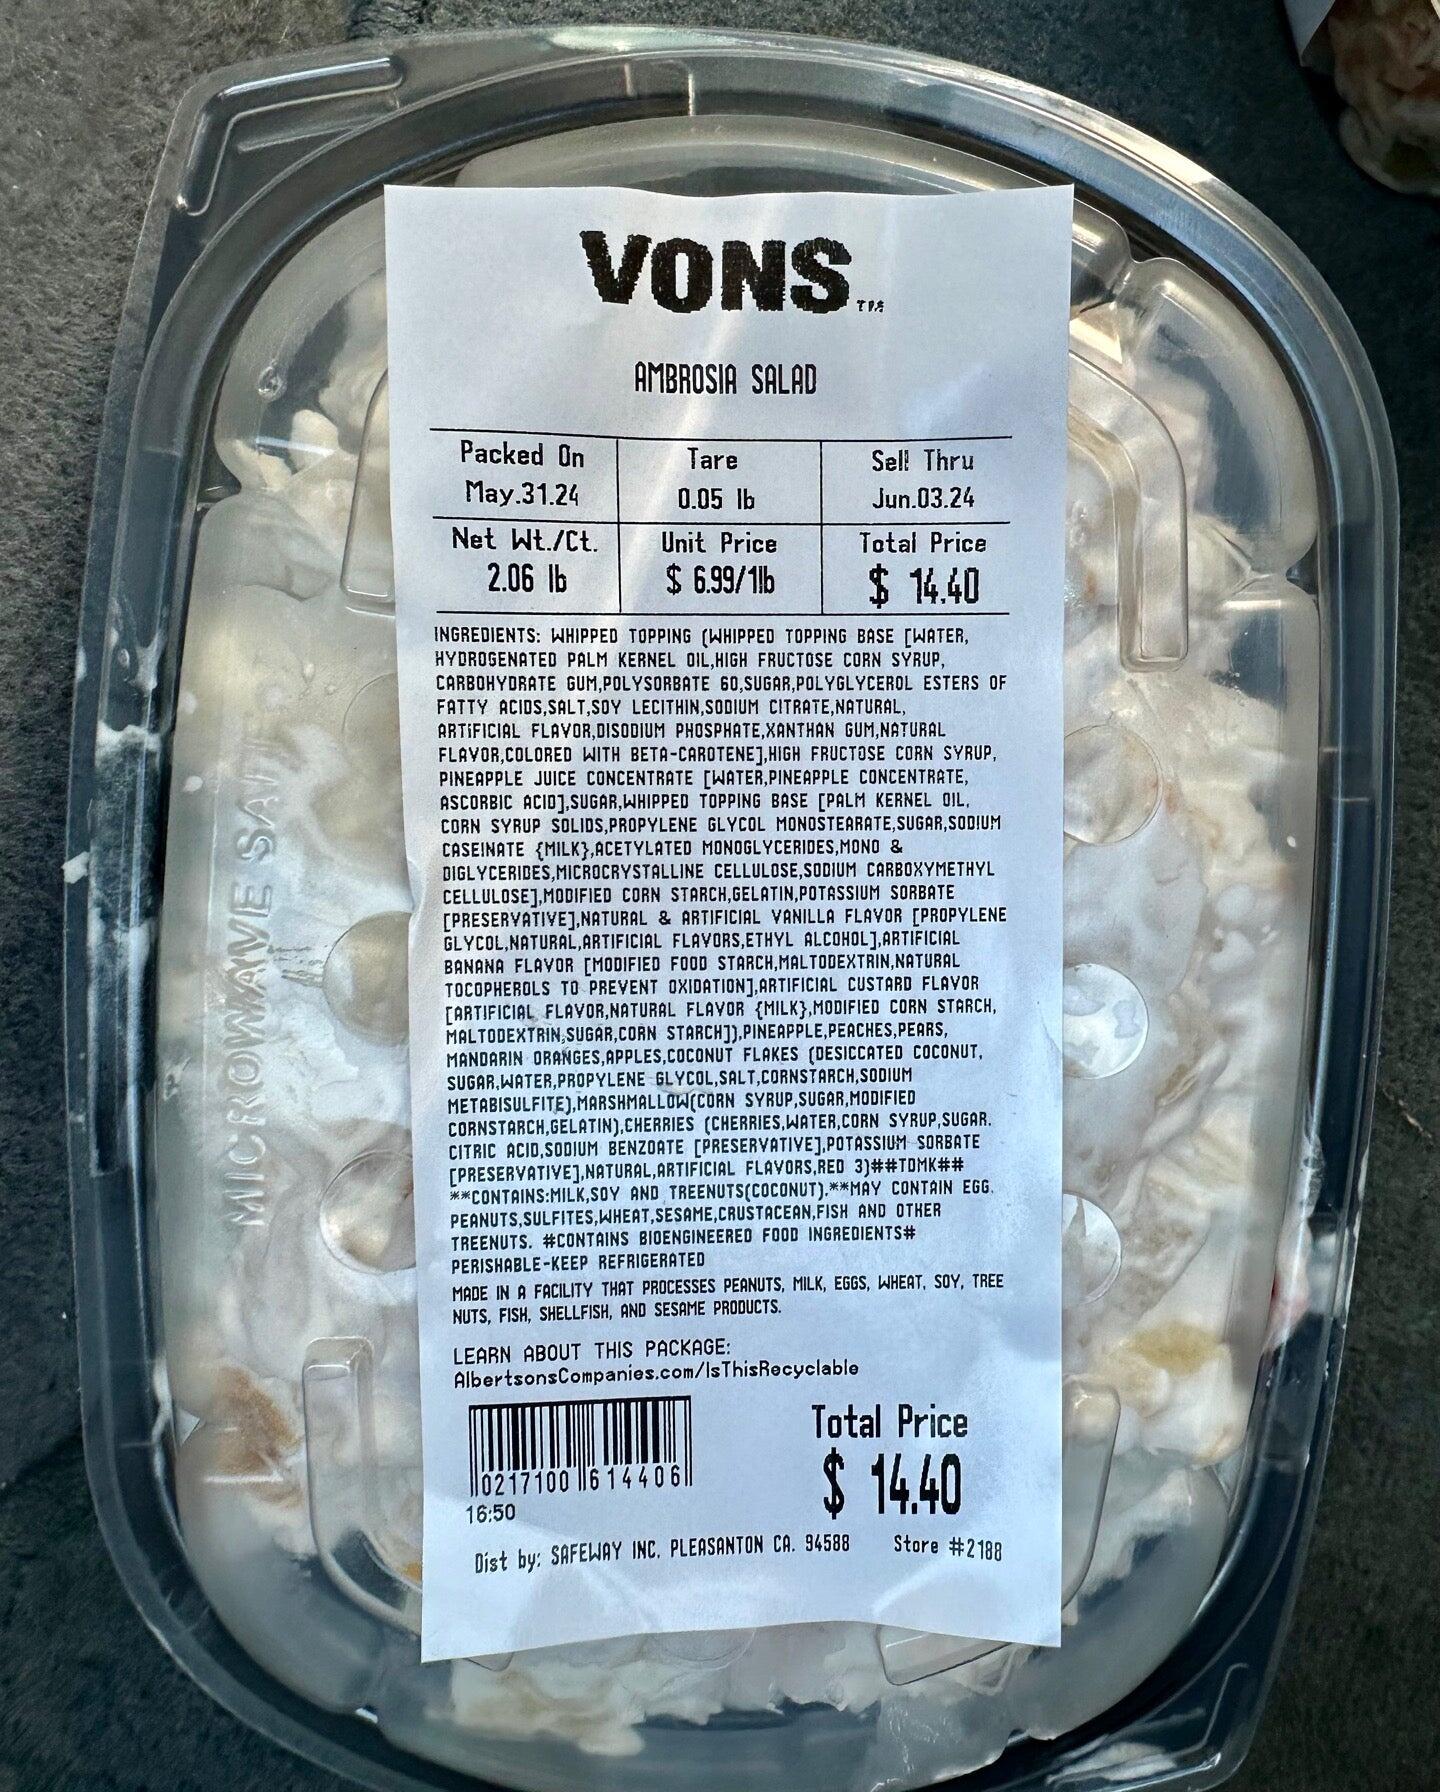 VONS™
AMBROSIA SALAD
Packed On Tare Sell Thru
May.31.24 0.05 lb Jun.03.24
Net Wt./Ct. Unit Price Total Price
2.06 lb $ 6.99/1lb $ 14.40
INGREDIENTS: WHIPPED TOPPING (WHIPPED TOPPING BASE [WATER,
HYDROGENATED PALM KERNEL OIL,HIGH FRUCTOSE CORN SYRUP,
CARBOHYDRATE GUM,POLYSORBATE 60,SUGAR,POLYGLYCEROL ESTERS OF
FATTY ACIDS,SALT,SOY LECITHIN,SODIUM CITRATE,NATURAL,
ARTIFICIAL FLAVOR,DISODIUM PHOSPHATE,XANTHAN GUM,NATURAL
FLAVOR,COLORED WITH BETA-CAROTENE],HIGH FRUCTOSE CORN SYRUP,
PINEAPPLE JUICE CONCENTRATE [WATER,PINEAPPLE CONCENTRATE,
ASCORBIC ACID],SUGAR,WHIPPED TOPPING BASE [PALM KERNEL OIL,
CORN SYRUP SOLIDS,PROPYLENE GLYCOL MONOSTEARATE,SUGAR,SODIUM
CASEINATE {MILK},ACETYLATED MONOGLYCERIDES,MONO &
DIGLYCERIDES,MICROCRYSTALLINE CELLULOSE,SODIUM CARBOXYMETHYL
CELLULOSE],MODIFIED CORN STARCH,GELATIN,POTASSIUM SORBATE
[PRESERVATIVE],NATURAL & ARTIFICIAL VANILLA FLAVOR [PROPYLENE
GLYCOL,NATURAL,ARTIFICIAL FLAVORS,ETHYL ALCOHOL],ARTIFICIAL
BANANA FLAVOR [MODIFIED FOOD STARCH,MALTODEXTRIN,NATURAL
TOCOPHEROLS TO PREVENT OXIDATION],ARTIFICIAL CUSTARD FLAVOR
[ARTIFICIAL FLAVOR,NATURAL FLAVOR {MILK},MODIFIED CORN STARCH,
MALTODEXTRIN,SUGAR,CORN STARCH]),PINEAPPLE,PEACHES,PEARS,
MANDARIN ORANGES,APPLES,COCONUT FLAKES (DESICCATED COCONUT,
SUGAR,WATER,PROPYLENE GLYCOL,SALT,CORNSTARCH,SODIUM
METABISULFITE),MARSHMALLOW(CORN SYRUP,SUGAR,MODIFIED
CORNSTARCH,GELATIN),CHERRIES (CHERRIES,WATER,CORN SYRUP,SUGAR.
CITRIC ACID,SODIUM BENZOATE [PRESERVATIVE],POTASSIUM SORBATE
[PRESERVATIVE],NATURAL,ARTIFICIAL FLAVORS,RED 3)##TDMK##
**CONTAINS:MILK,SOY AND TREENUTS(COCONUT).**MAY CONTAIN EGG,
PEANUTS,SULFITES,WHEAT,SESAME,CRUSTACEAN,FISH AND OTHER
TREENUTS. #CONTAINS BIOENGINEERED FOOD INGREDIENTS#
PERISHABLE-KEEP REFRIGERATED
MADE IN A FACILITY THAT PROCESSES PEANUTS, MILK, EGGS, WHEAT, SOY, TREE
NUTS, FISH, SHELLFISH, AND SESAME PRODUCTS.
LEARN ABOUT THIS PACKAGE:
AlbertsonsCompanies.com/IsThisRecyclable
Total Price
$ 14.40
0217100 614406
16:50
Dist by: SAFEWAY INC. PLEASANTON CA. 94588 Store #2188
MICROWAVE SAFE